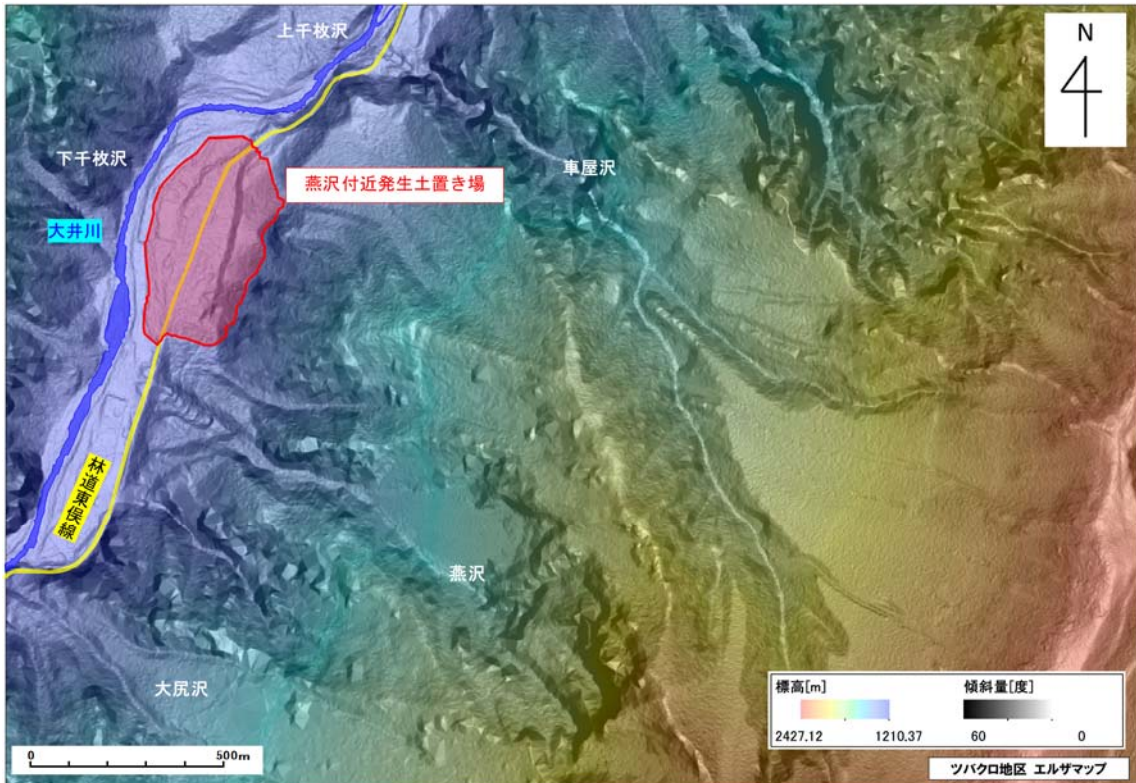 上千枚沢
N
下千枚沢
車屋沢
燕沢付近発生土置き場
大井川
林道東俣線
燕沢
大尻沢
標高[m] 傾斜量[度]
2427.12 1210.37 60 0
0 500m
ツバクロ地区 エルザマップ